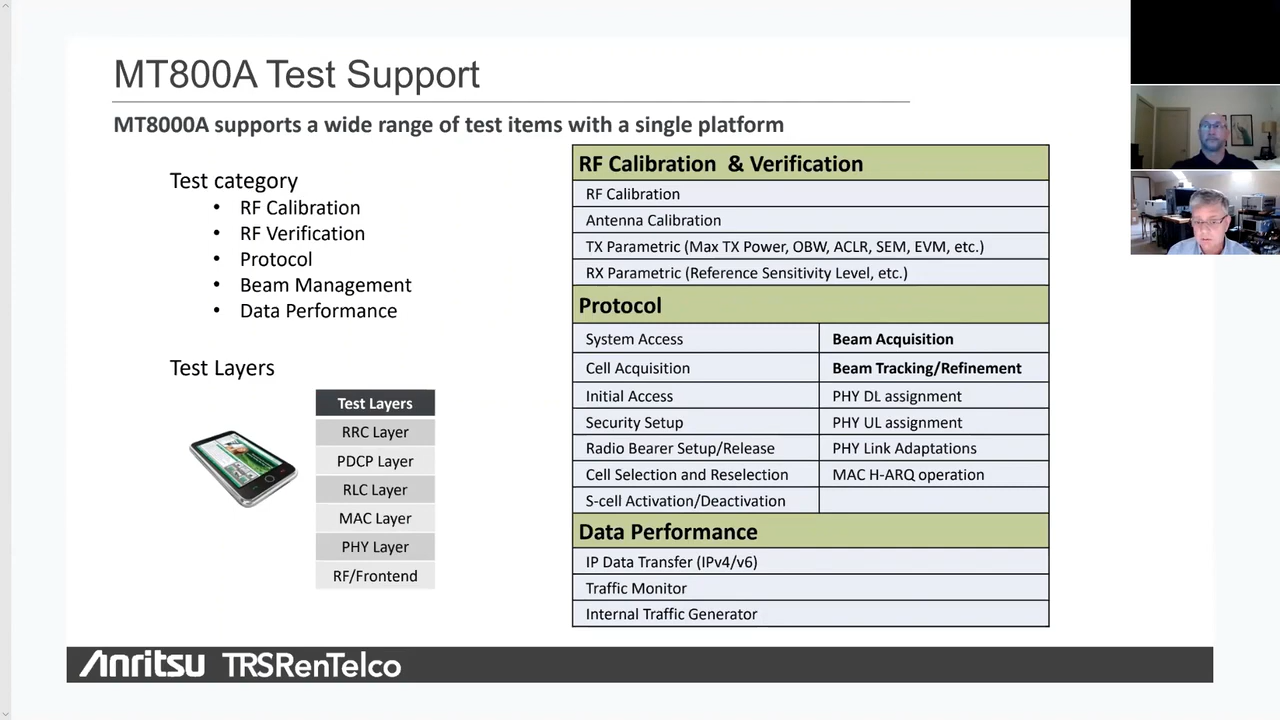 MT800A Test Support
MT8000A supports a wide range of test items with a single platform
Test category
• RF Calibration
• RF Verification
• Protocol
• Beam Management
• Data Performance
Test Layers
Test Layers
RRC Layer
PDCP Layer
RLC Layer
MAC Layer
PHY Layer
RF/Frontend
RF Calibration & Verification
RF Calibration
Antenna Calibration
TX Parametric (Max TX Power, OBW, ACLR, SEM, EVM, etc.)
RX Parametric (Reference Sensitivity Level, etc.)
Protocol
System Access Beam Acquisition
Cell Acquisition Beam Tracking/Refinement
Initial Access PHY DL assignment
Security Setup PHY UL assignment
Radio Bearer Setup/Release PHY Link Adaptations
Cell Selection and Reselection MAC H-ARQ operation
S-cell Activation/Deactivation
Data Performance
IP Data Transfer (IPv4/v6)
Traffic Monitor
Internal Traffic Generator
Anritsu TRSRenTelco